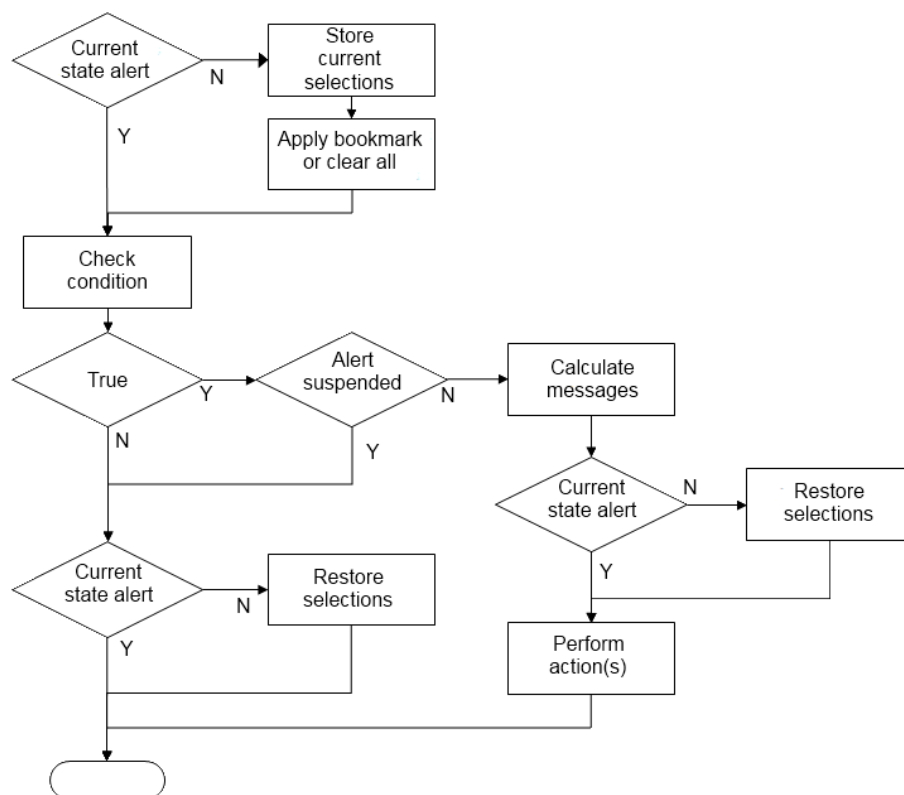 Current
state alert
N
Store
current
selections
Y
Apply bookmark
or clear all
Check
condition
True
Y
N
Alert
suspended
N
Y
Calculate
messages
Current
state alert
N
Y
Restore
selections
Current
state alert
N
Y
Restore
selections
Perform
action(s)